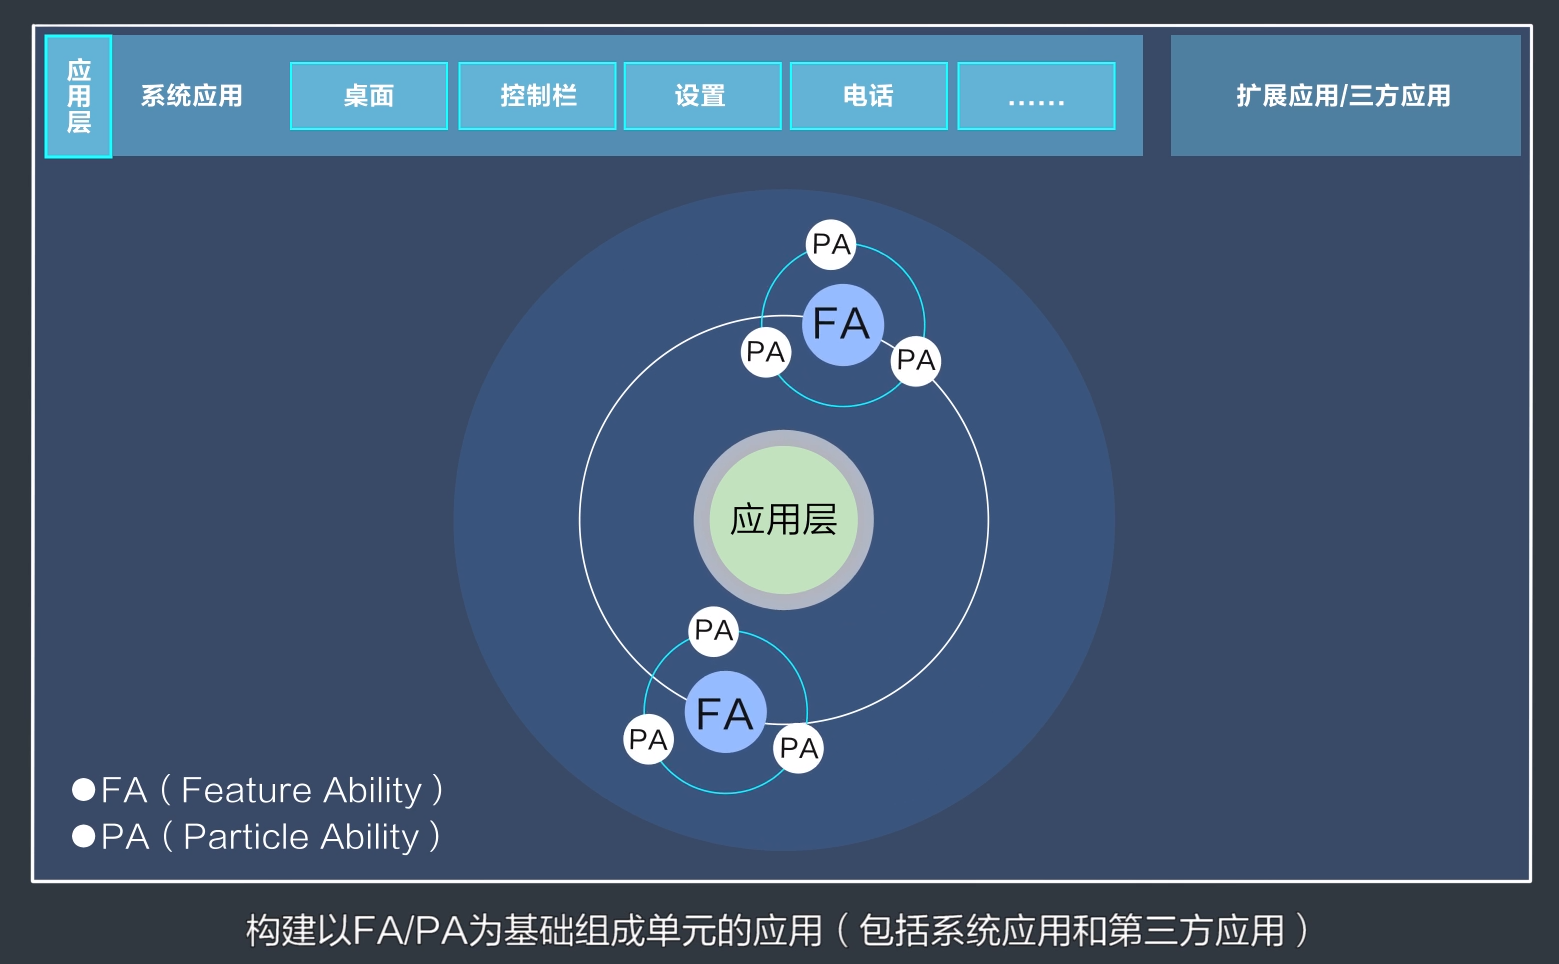 应用层
系统应用
桌面
控制栏
设置
电话
......
扩展应用/三方应用
PA
FA
PA
PA
应用层
PA
FA
PA
PA
●FA（Feature Ability）
●PA（Particle Ability）
构建以FA/PA为基础组成单元的应用（包括系统应用和第三方应用）